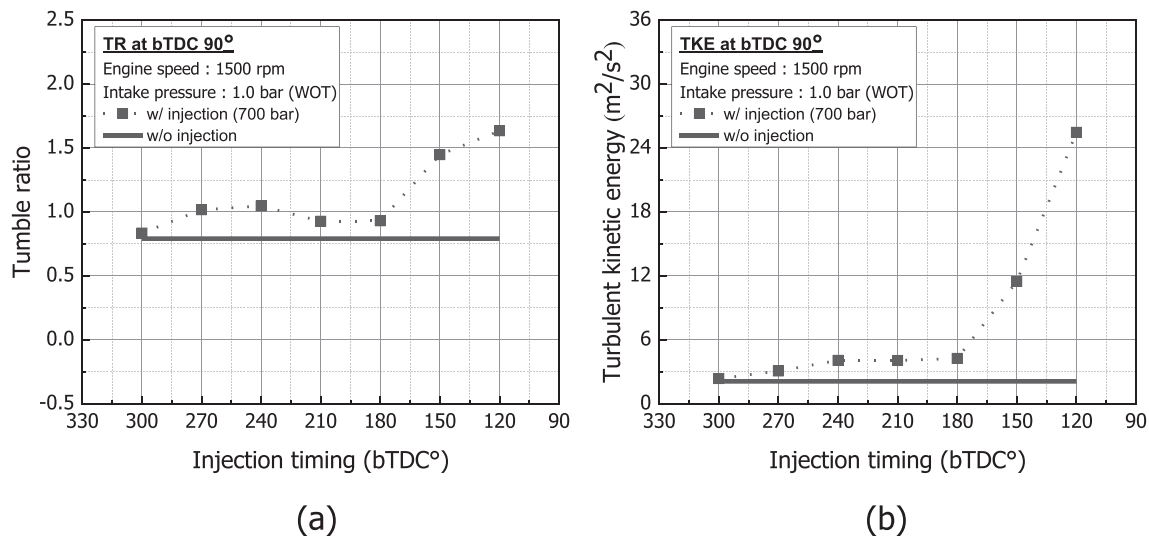 TR at bTDC 90°
Engine speed : 1500 rpm
Intake pressure : 1.0 bar (WOT)
w/ injection (700 bar)
w/o injection
2.5
2.0
1.5
1.0
0.5
0.0
-0.5
Tumble ratio
330 300 270 240 210 180 150 120 90
Injection timing (bTDC°)
(a)
TKE at bTDC 90°
Engine speed : 1500 rpm
Intake pressure : 1.0 bar (WOT)
w/ injection (700 bar)
w/o injection
36
30
24
18
12
6
0
Turbulent kinetic energy (m²/s²)
330 300 270 240 210 180 150 120 90
Injection timing (bTDC°)
(b)